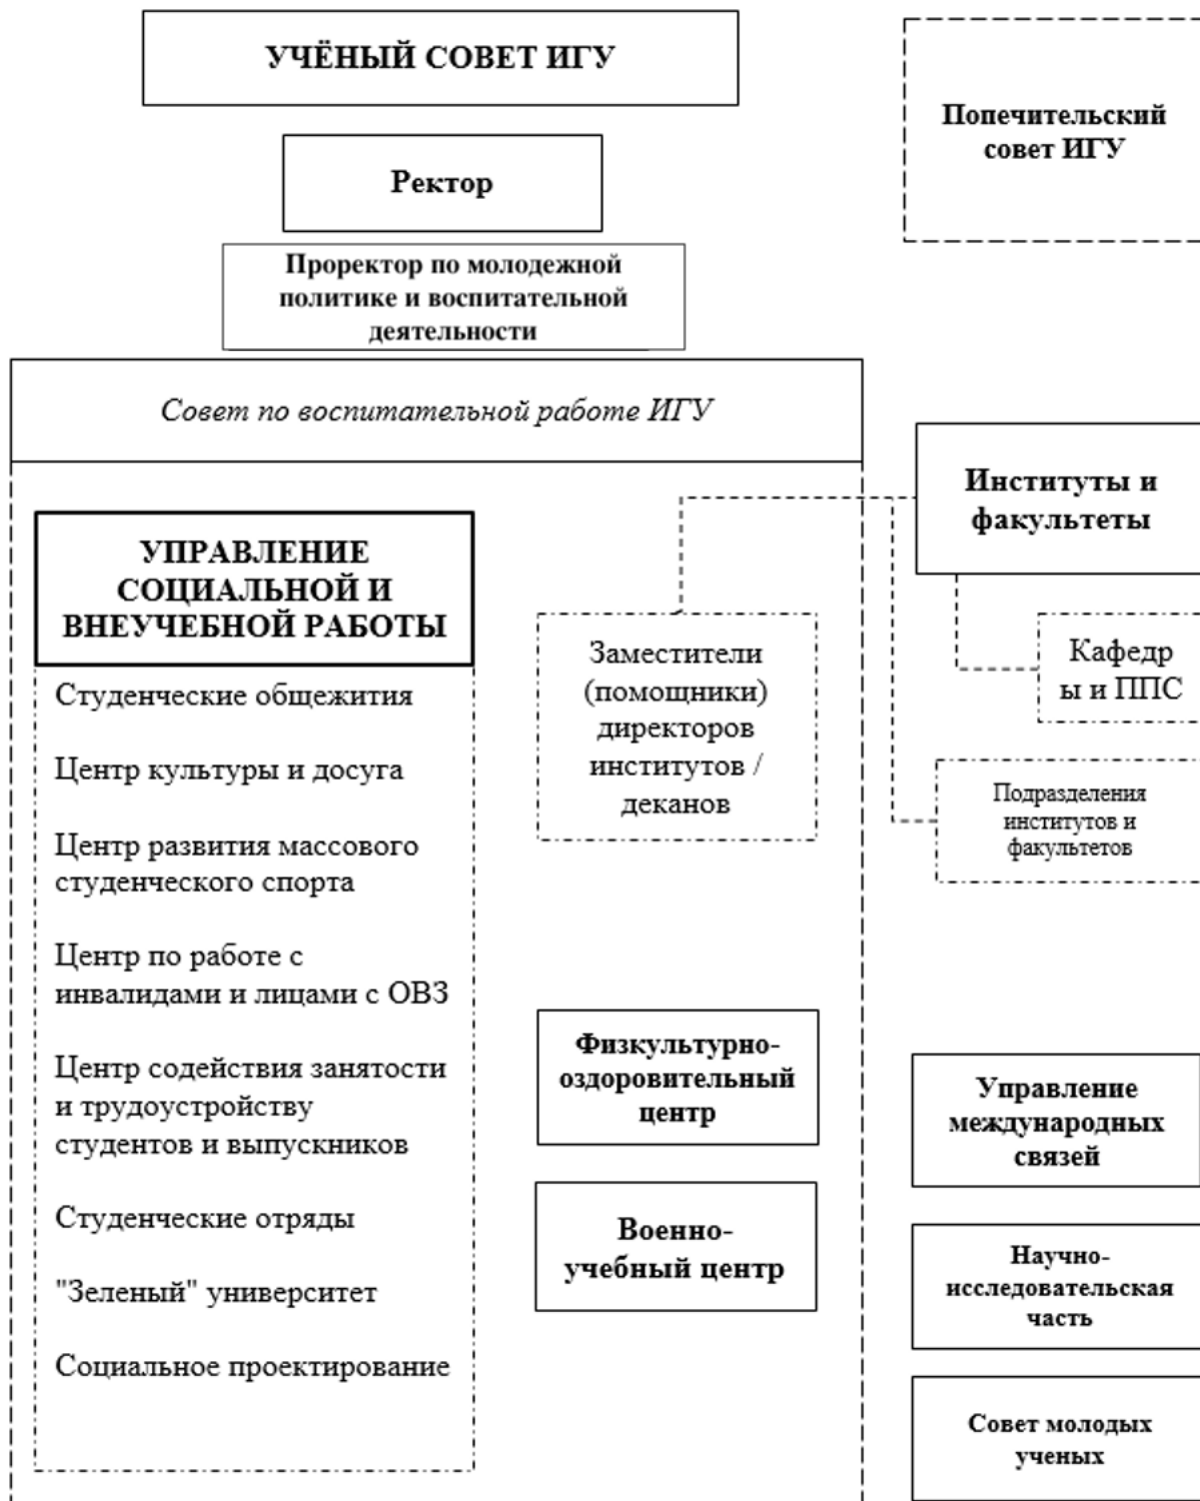 УЧЁНЫЙ СОВЕТ ИГУ
Попечительский
совет ИГУ
Ректор
Проректор по молодежной
политике и воспитательной
деятельности
Совет по воспитательной работе ИГУ
УПРАВЛЕНИЕ
СОЦИАЛЬНОЙ И
ВНЕУЧЕБНОЙ РАБОТЫ
Студенческие общежития
Центр культуры и досуга
Центр развития массового
студенческого спорта
Центр по работе с
инвалидами и лицами с ОВЗ
Центр содействия занятости
и трудоустройству
студентов и выпускников
Студенческие отряды
"Зеленый" университет
Социальное проектирование
Заместители
(помощники)
директоров
институтов /
деканов
Физкультурно-
оздоровительный
центр
Военно-
учебный центр
Институты и
факультеты
Кафедр
ы и ППС
Подразделения
институтов и
факультетов
Управление
международных
связей
Научно-
исследовательская
часть
Совет молодых
ученых